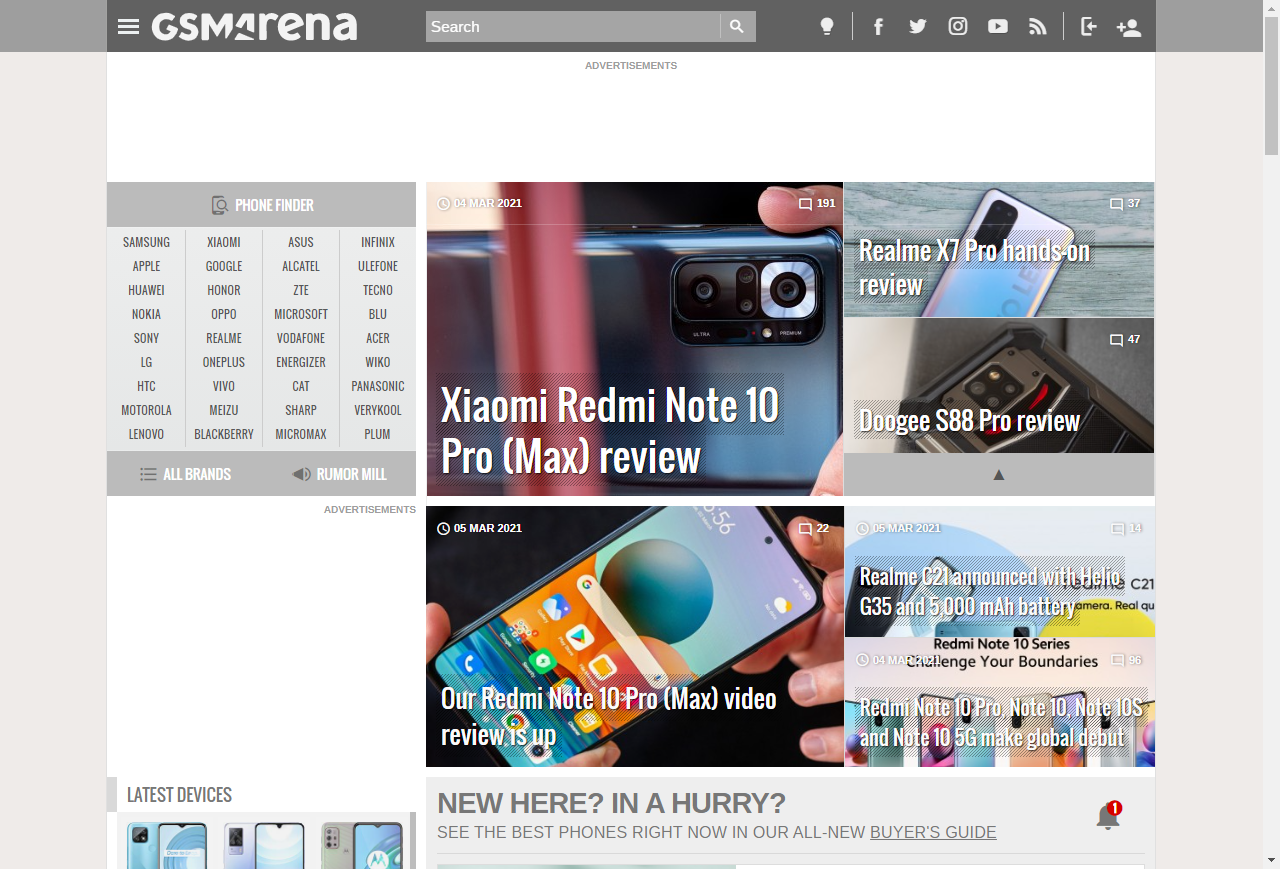 GSMArena
Search
ADVERTISEMENTS
PHONE FINDER
SAMSUNG XIAOMI ASUS INFINIX
APPLE GOOGLE ALCATEL ULEFONE
HUAWEI HONOR ZTE TECNO
NOKIA OPPO MICROSOFT BLU
SONY REALME VODAFONE ACER
LG ONEPLUS ENERGIZER WIKO
HTC VIVO CAT PANASONIC
MOTOROLA MEIZU SHARP VERYKOOL
LENOVO BLACKBERRY MICROMAX PLUM
ALL BRANDS RUMOR MILL
04 MAR 2021 191
ULTRA PREMIUM
Xiaomi Redmi Note 10
Pro (Max) review
37
Realme X7 Pro hands-on
review
47
Doogee S88 Pro review
▲
ADVERTISEMENTS
05 MAR 2021 22
Our Redmi Note 10 Pro (Max) video
review is up
05 MAR 2021 14
Realme C21 announced with Helio
G35 and 5,000 mAh battery
04 MAR 2021 96
Redmi Note 10 Series
Challenge Your Boundaries
Redmi Note 10 Pro, Note 10, Note 10S
and Note 10 5G make global debut
LATEST DEVICES
NEW HERE? IN A HURRY?
SEE THE BEST PHONES RIGHT NOW IN OUR ALL-NEW BUYER'S GUIDE
1